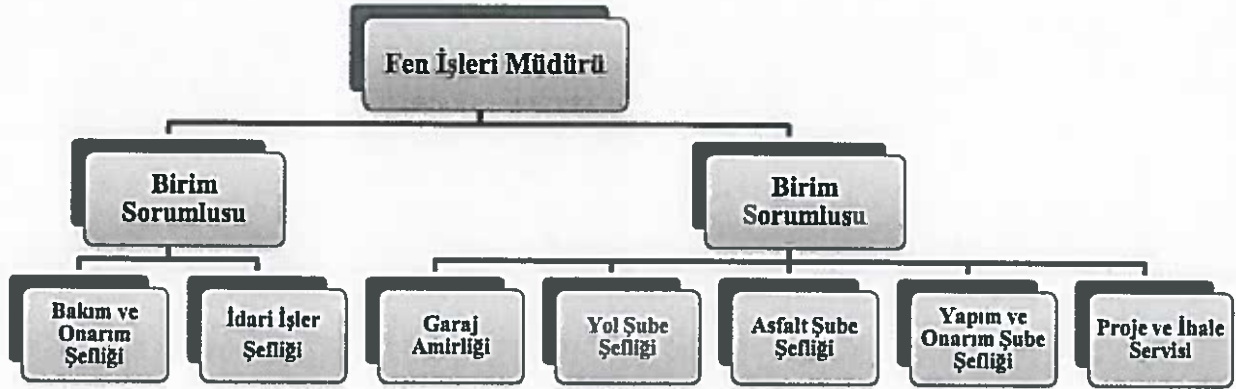 Fen İşleri Müdürü
Birim
Sorumlusu
Birim
Sorumlusu
Bakım ve
Onarım
Şefliği
İdari İşler
Şefliği
Garaj
Amirliği
Yol Şube
Şefliği
Asfalt Şube
Şefliği
Yapım ve
Onarım Şube
Şefliği
Proje ve İhale
Servisi